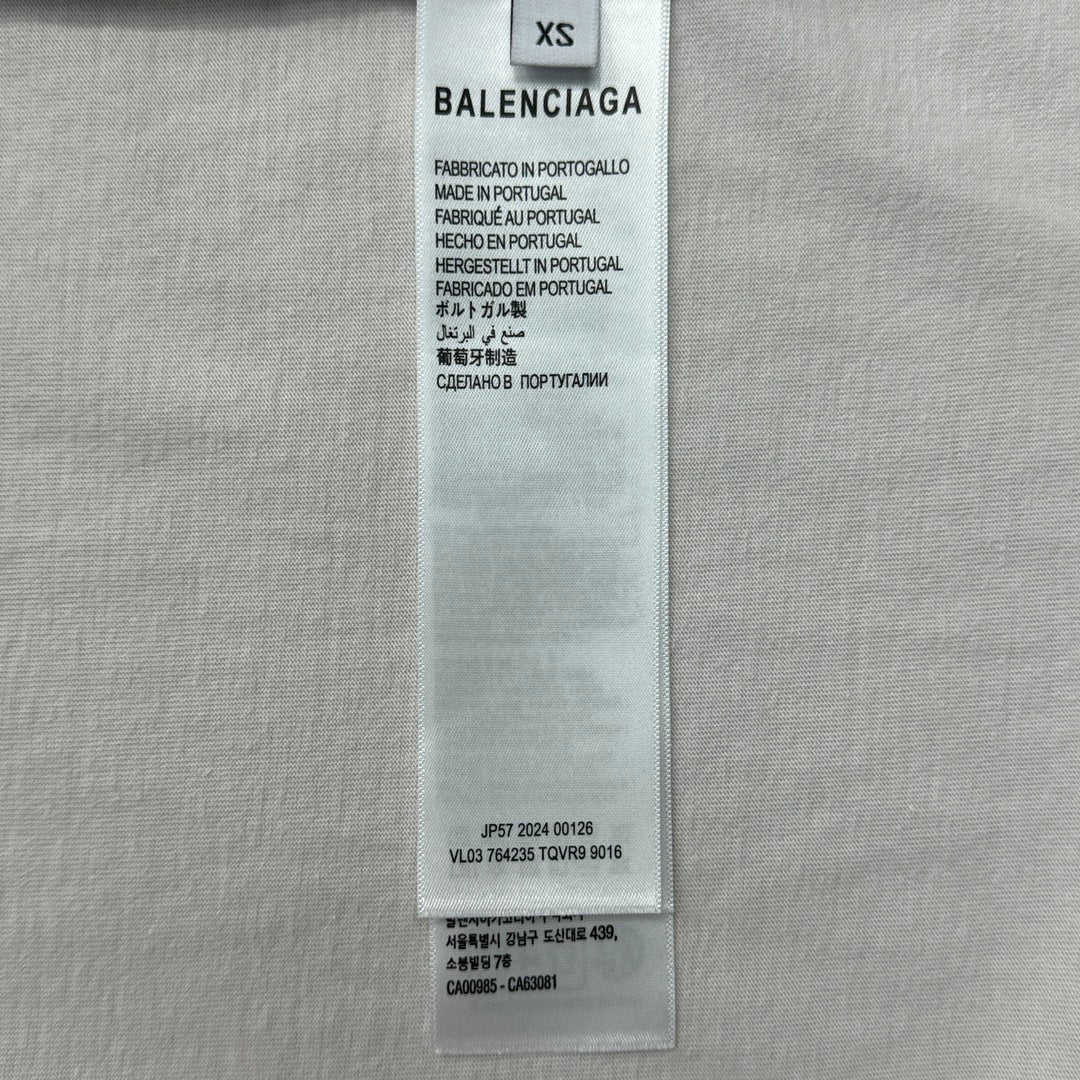 XS
BALENCIAGA
FABBRICATO IN PORTOGALLO
MADE IN PORTUGAL
FABRIQUÉ AU PORTUGAL
HECHO EN PORTUGAL
HERGESTELLT IN PORTUGAL
FABRICADO EM PORTUGAL
ポルトガル製
صنع في البرتغال
葡萄牙制造
СДЕЛАНО В ПОРТУГАЛИИ
JP57 2024 00126
VL03 764235 TQVR9 9016
서울특별시 강남구 도신대로 439,
소봉빌딩 7층
CA00985 - CA63081